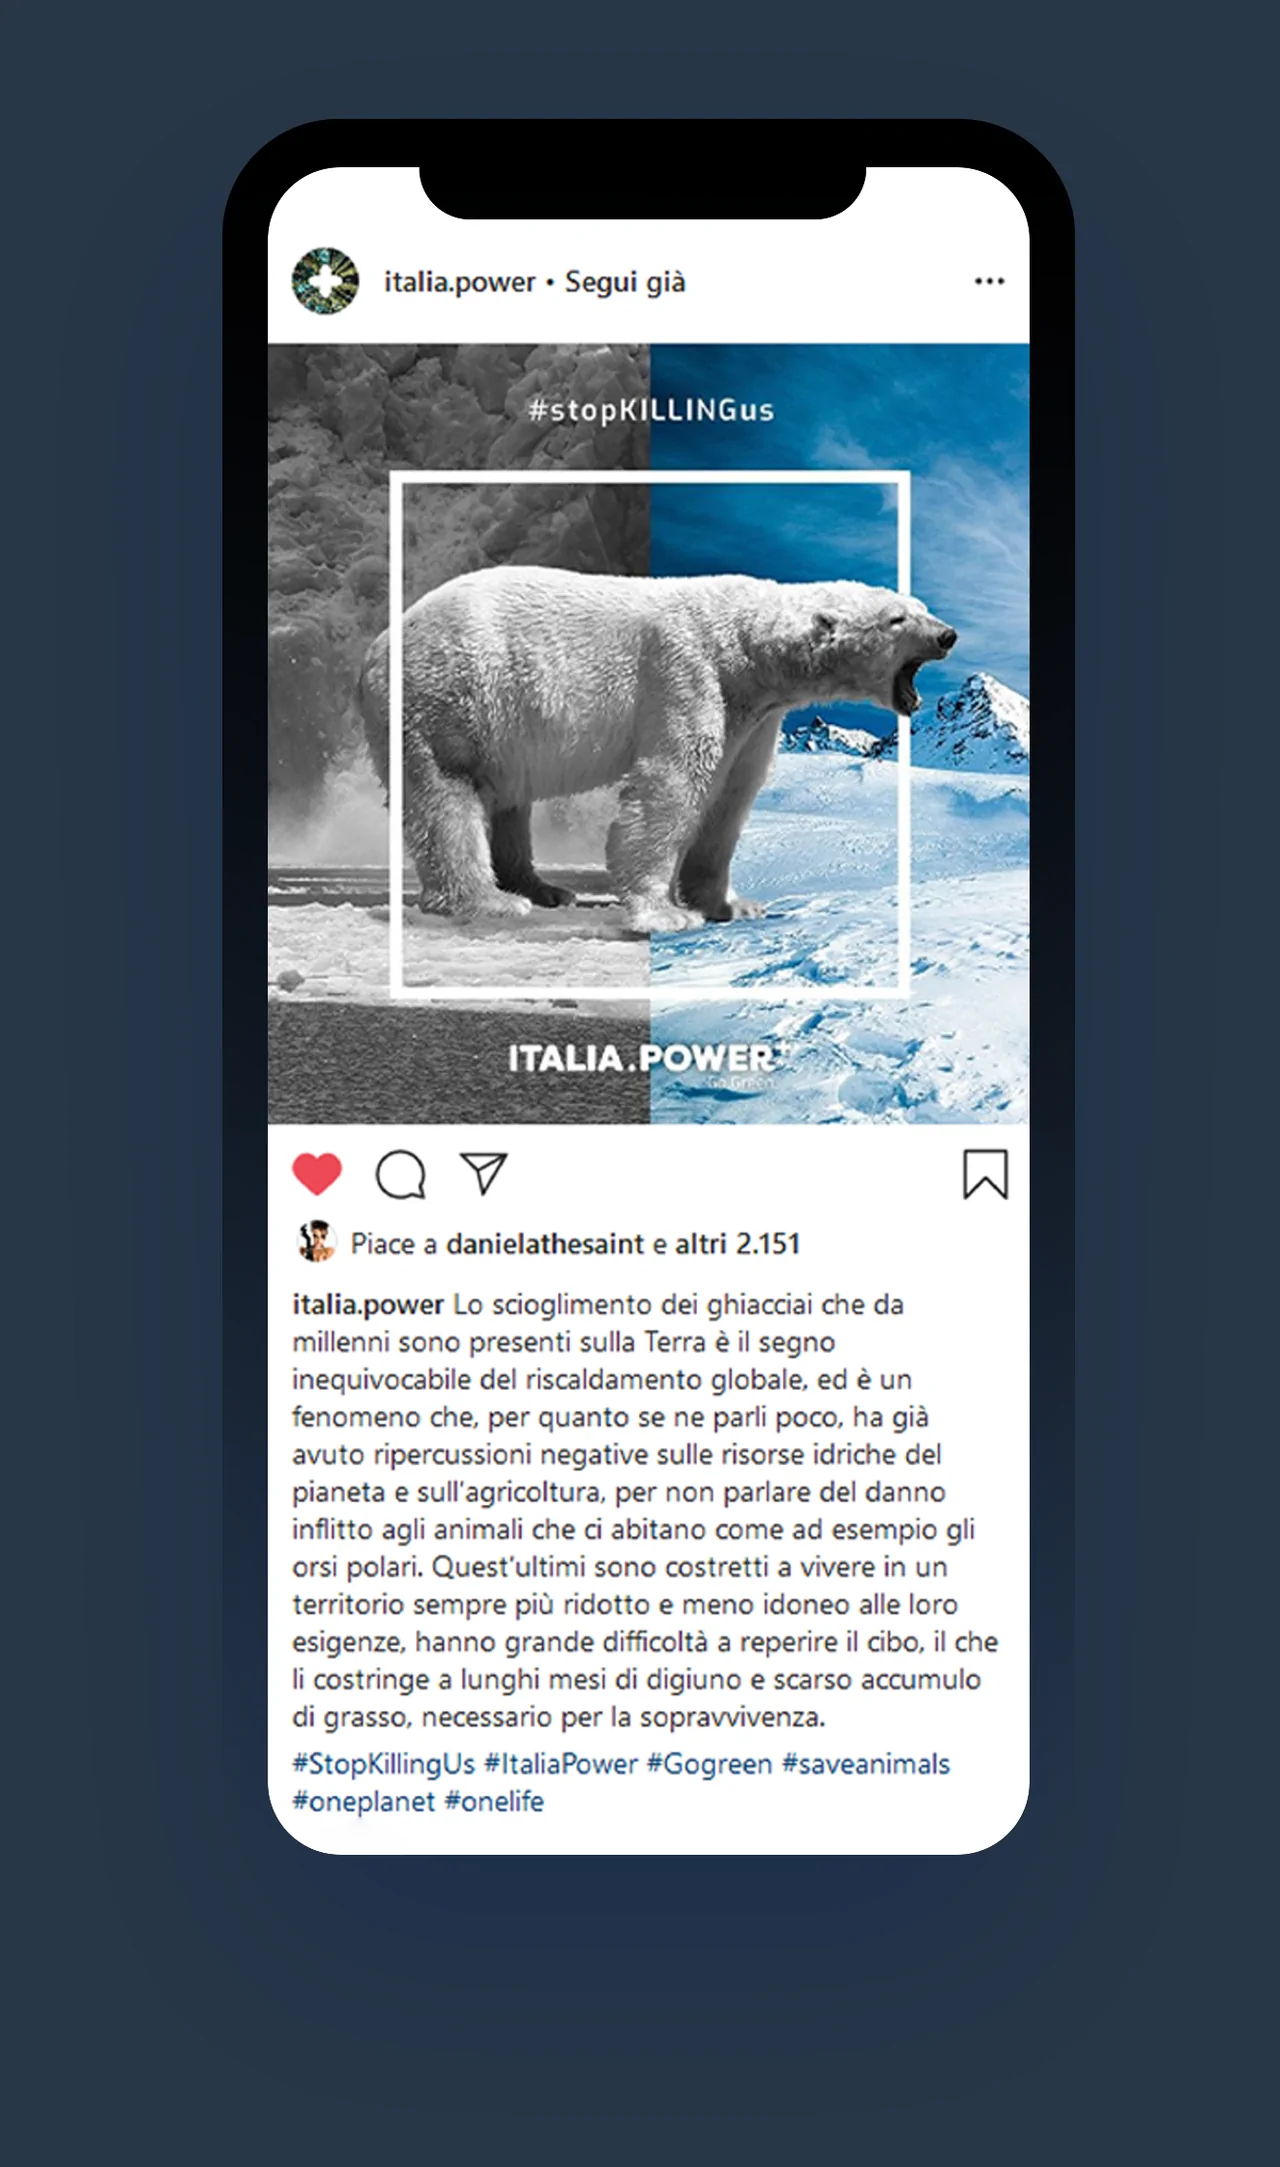 italia.power • Segui già
#stopKILLINGus
ITALIA.POWER
Go Green
Piace a danielathesaint e altri 2.151
italia.power Lo scioglimento dei ghiacciai che da
millenni sono presenti sulla Terra è il segno
inequivocabile del riscaldamento globale, ed è un
fenomeno che, per quanto se ne parli poco, ha già
avuto ripercussioni negative sulle risorse idriche del
pianeta e sull'agricoltura, per non parlare del danno
inflitto agli animali che ci abitano come ad esempio gli
orsi polari. Quest'ultimi sono costretti a vivere in un
territorio sempre più ridotto e meno idoneo alle loro
esigenze, hanno grande difficoltà a reperire il cibo, il che
li costringe a lunghi mesi di digiuno e scarso accumulo
di grasso, necessario per la sopravvivenza.
#StopKillingUs #ItaliaPower #Gogreen #saveanimals
#oneplanet #onelife